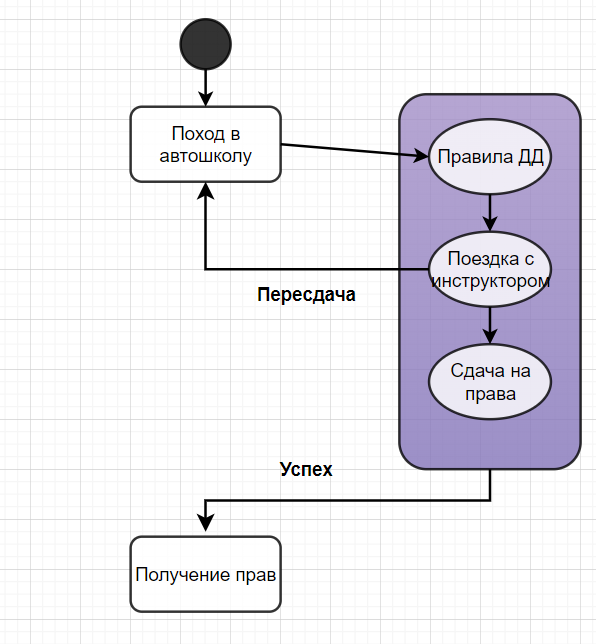 Поход в
автошколу
Правила ДД
Поездка с
инструктором
Пересдача
Сдача на
права
Успех
Получение прав